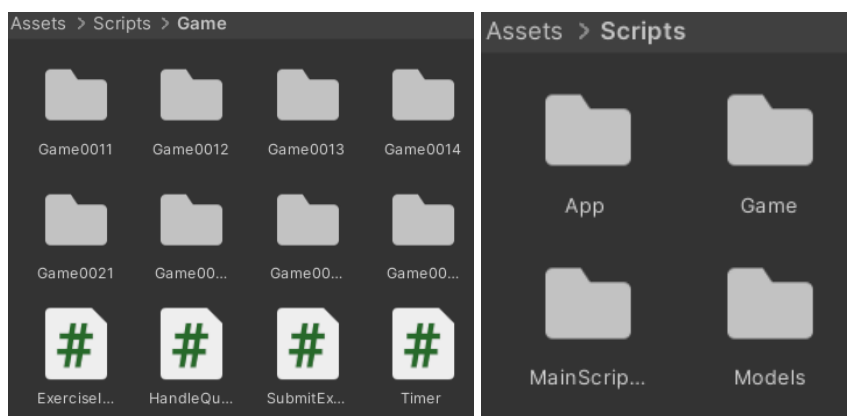 Assets > Scripts > Game
Game0011 Game0012 Game0013 Game0014
Game0021 Game00... Game00... Game00...
ExerciseI... HandleQu... SubmitEx... Timer
Assets > Scripts
App Game
MainScrip... Models